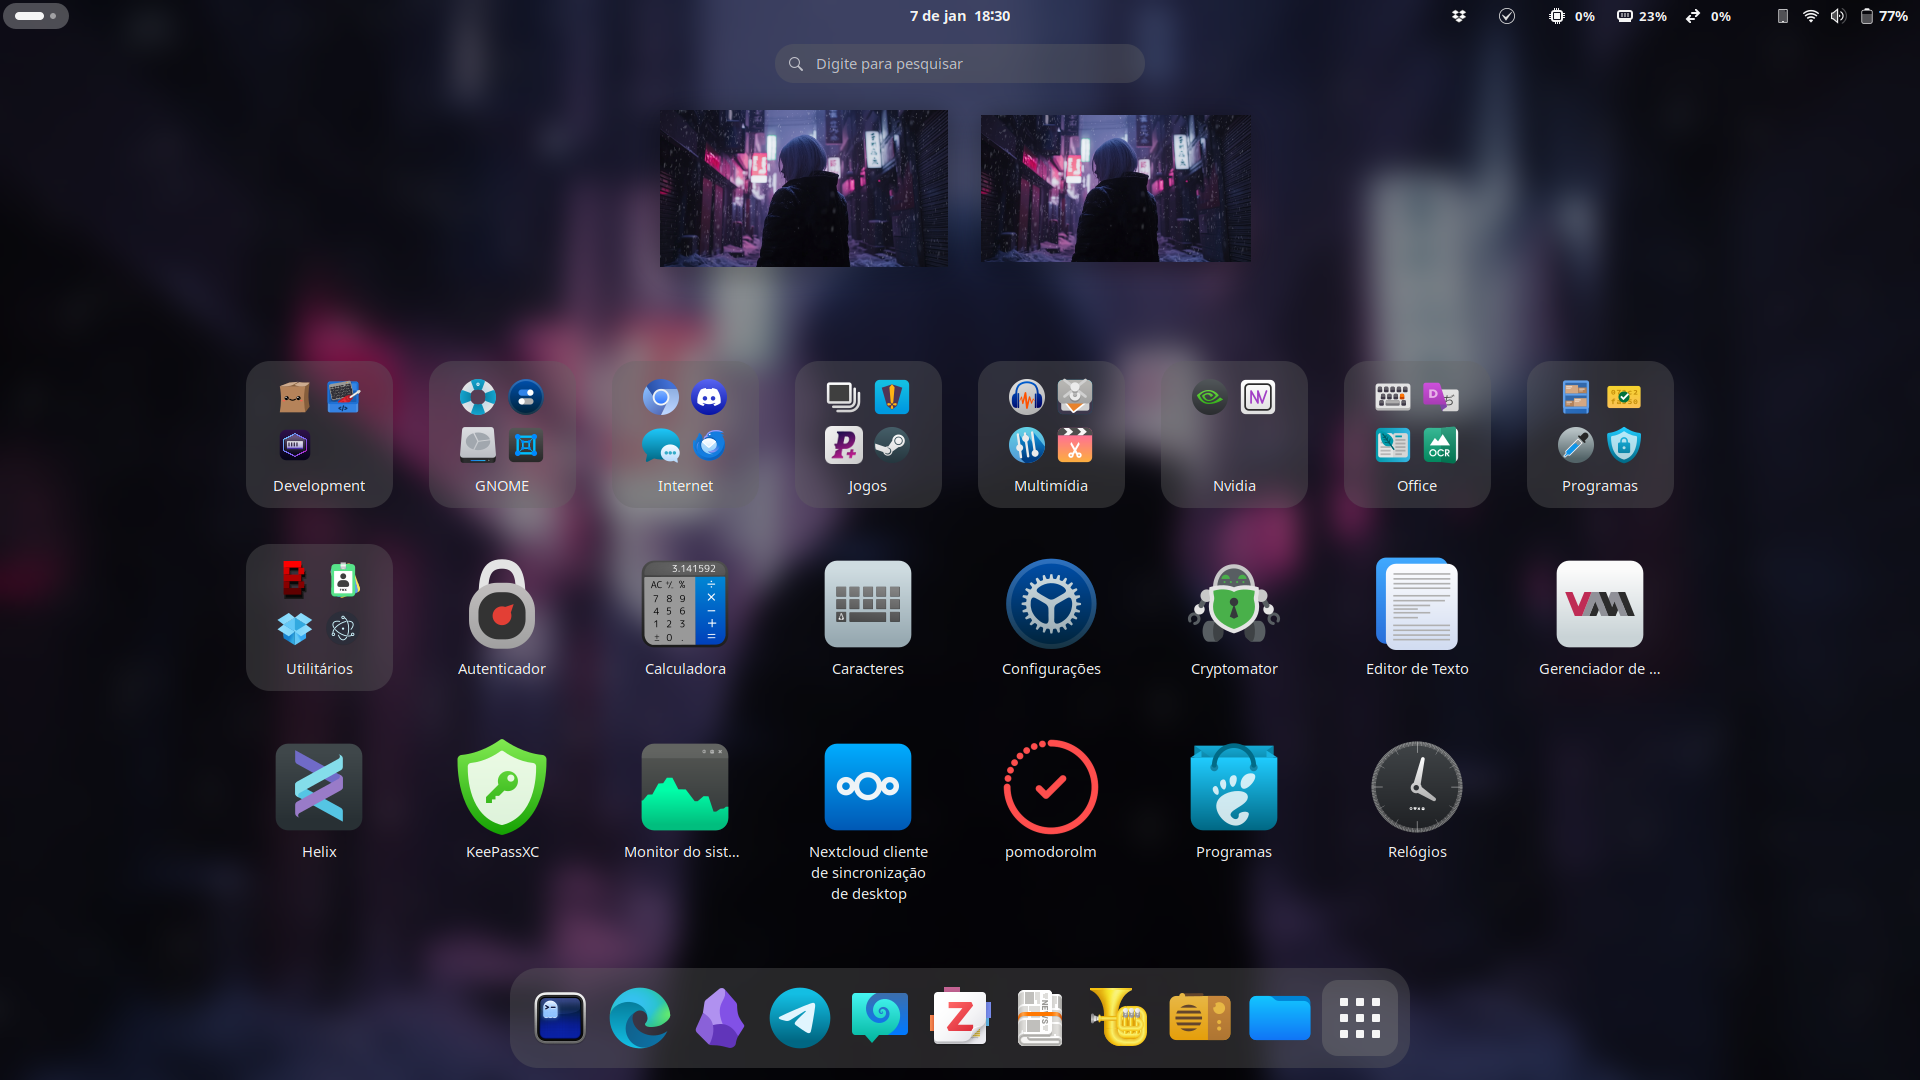 7 de jan 18:30
0%
23%
0%
77%
Digite para pesquisar
Development
GNOME
Internet
Jogos
Multimídia
Nvidia
Office
Programas
OCR
Utilitários
Autenticador
3.141592
AC % ÷
7 8 9 ×
4 5 6 −
1 2 3 +
± 0 . =
Calculadora
Caracteres
Configurações
Cryptomator
Editor de Texto
Gerenciador de ...
Helix
KeePassXC
Monitor do sist...
Nextcloud cliente
de sincronização
de desktop
pomodorolm
Programas
Relógios
Z
NEWS